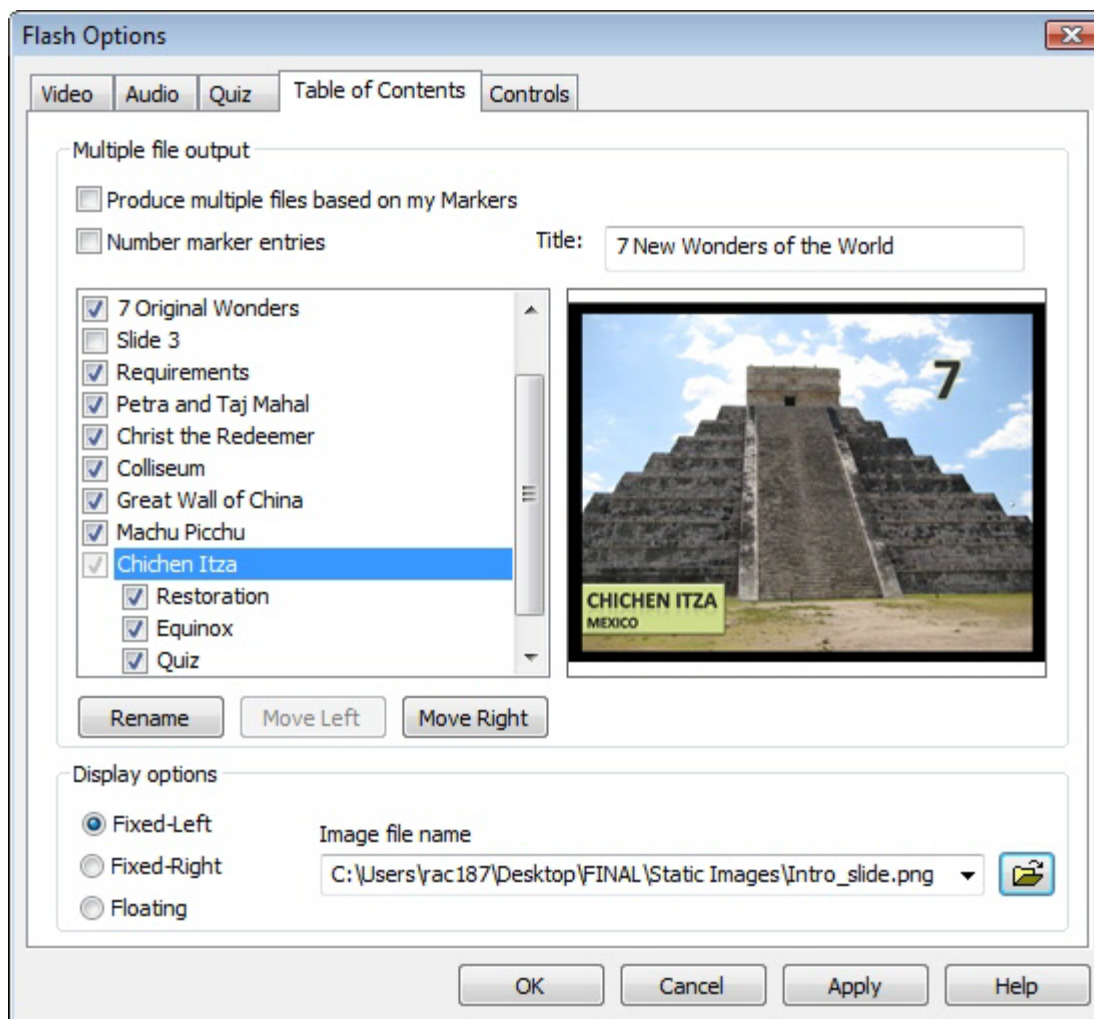 Flash Options
Video Audio Quiz Table of Contents Controls
Multiple file output
Produce multiple files based on my Markers
Number marker entries
Title: 7 New Wonders of the World
7 Original Wonders
Slide 3
Requirements
Petra and Taj Mahal
Christ the Redeemer
Colliseum
Great Wall of China
Machu Picchu
Chichen Itza
Restoration
Equinox
Quiz
7
CHICHEN ITZA
MEXICO
Rename Move Left Move Right
Display options
Fixed-Left
Fixed-Right
Floating
Image file name
C:\Users\rac187\Desktop\FINAL\Static Images\Intro_slide.png
OK Cancel Apply Help